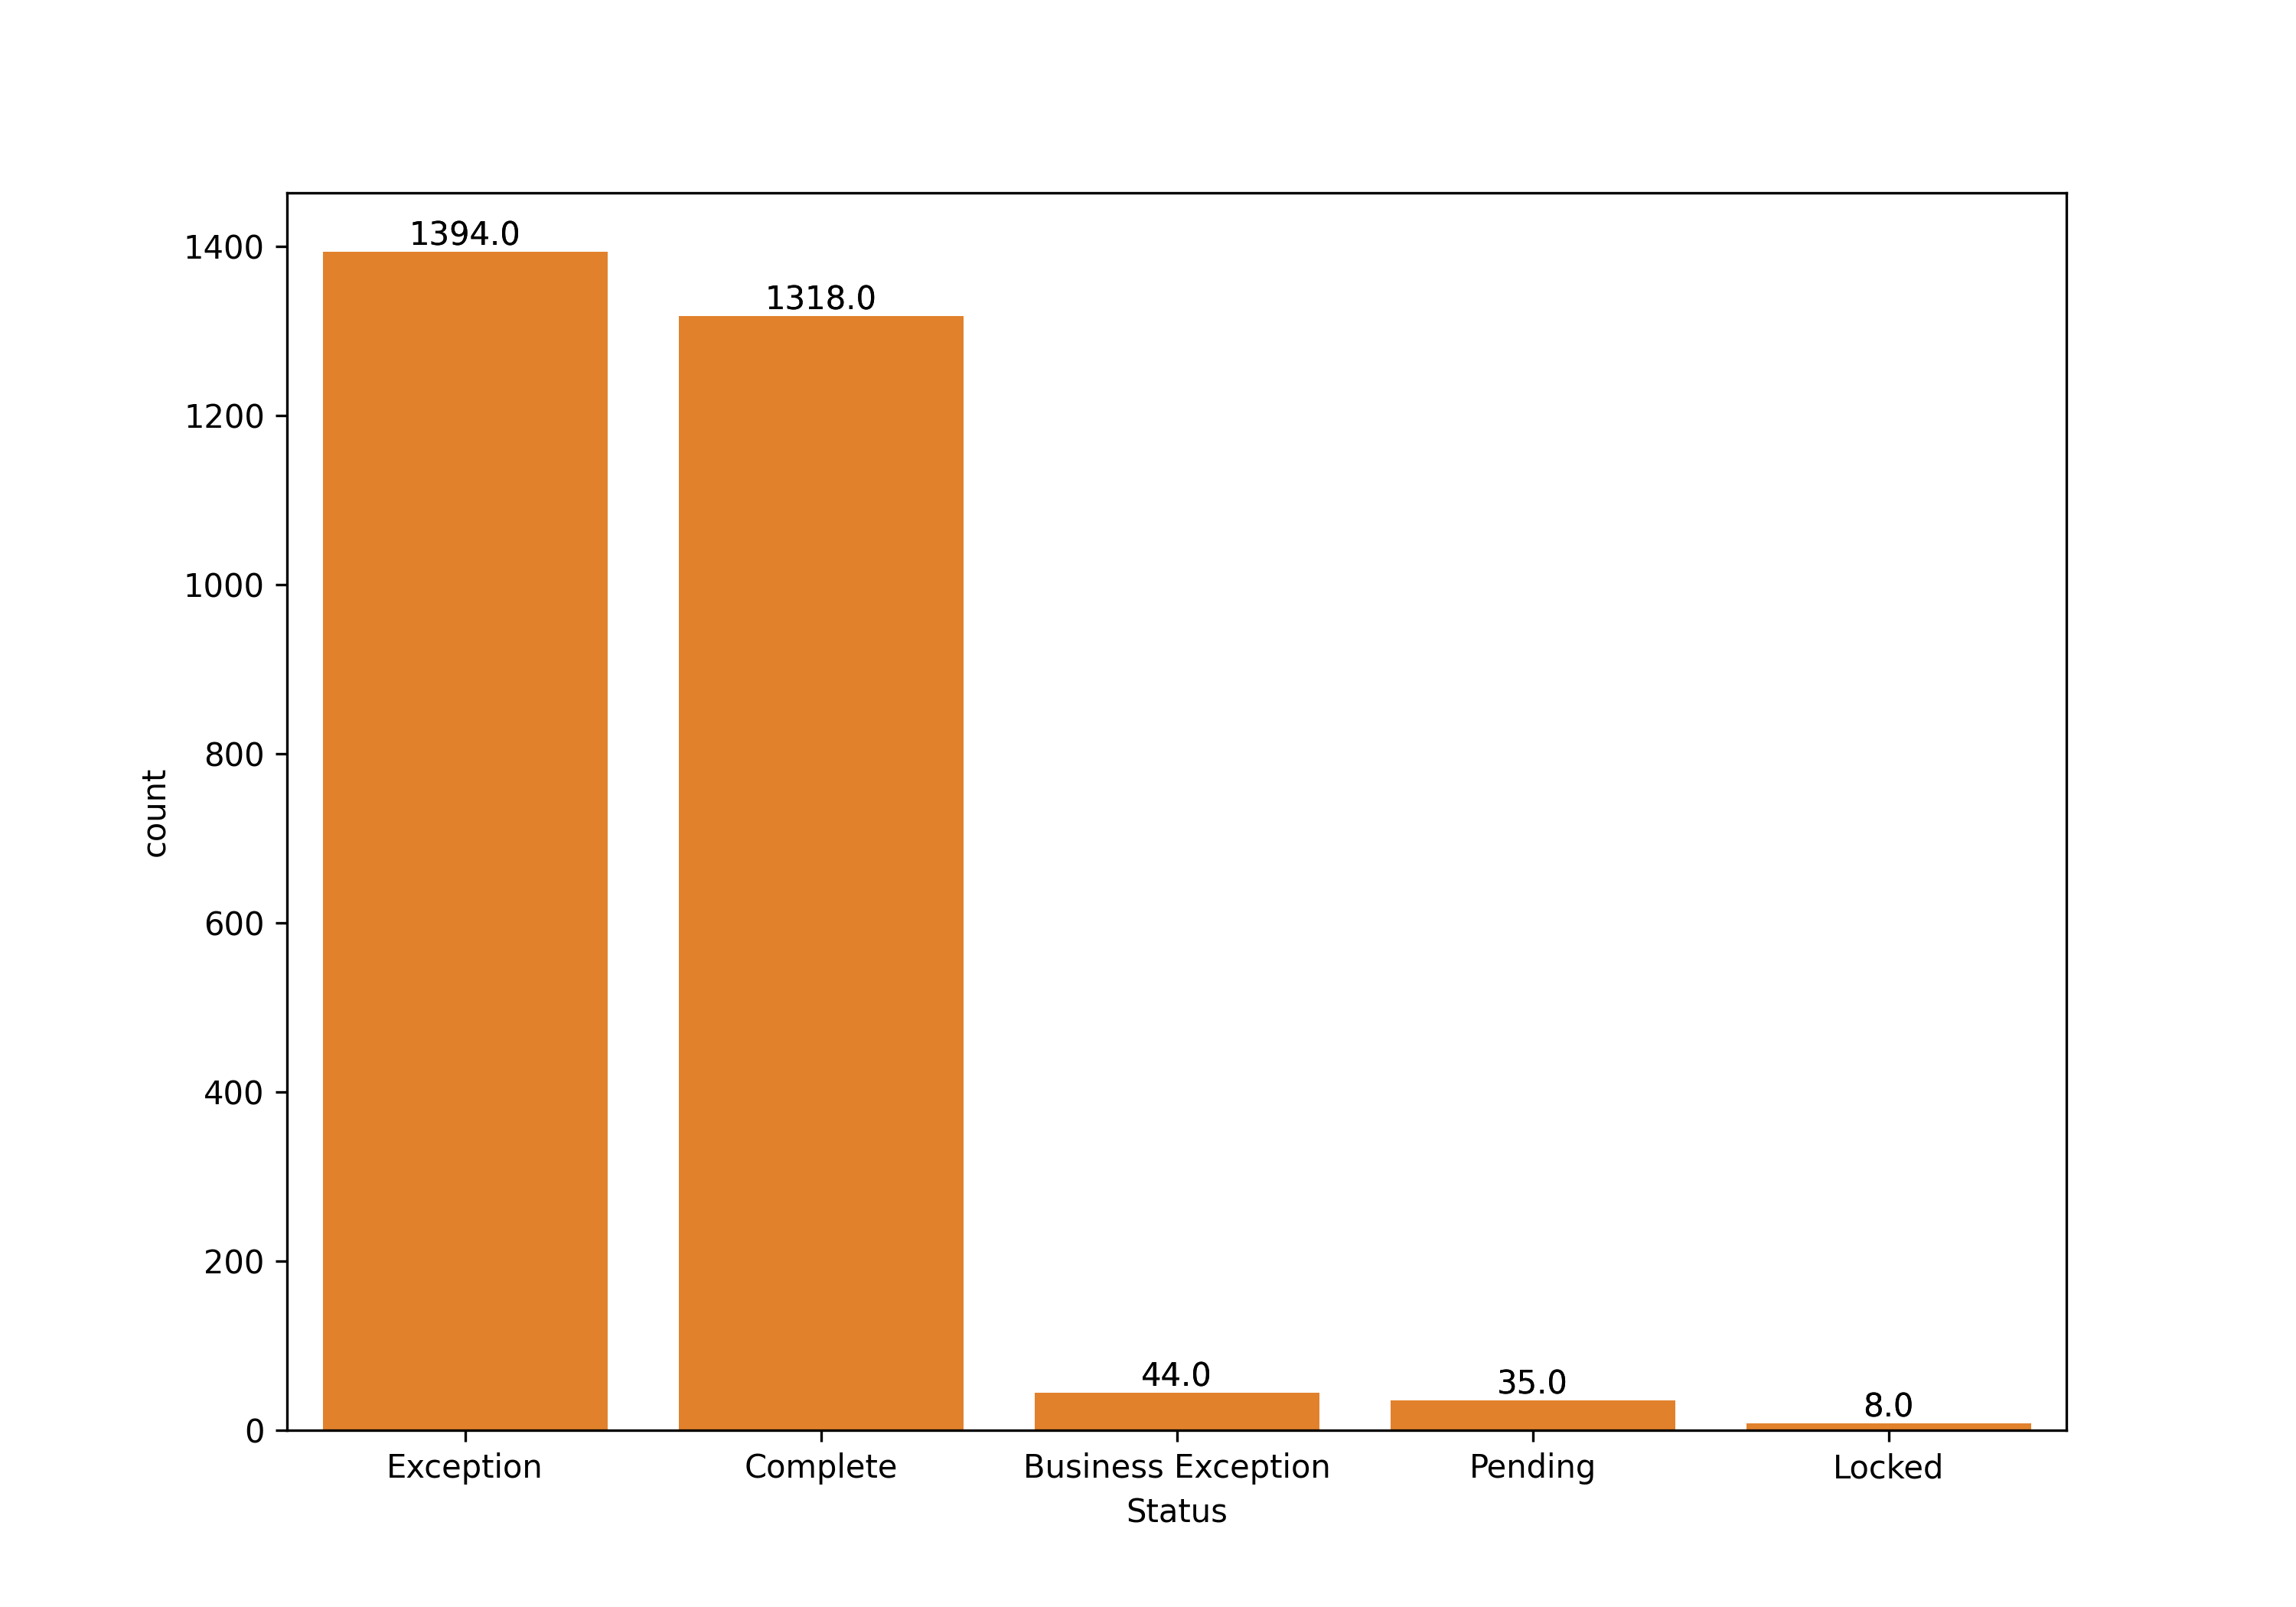 1394.0
1318.0
44.0
35.0
8.0
1400
1200
1000
800
600
400
200
0
count
Exception
Complete
Business Exception
Pending
Locked
Status